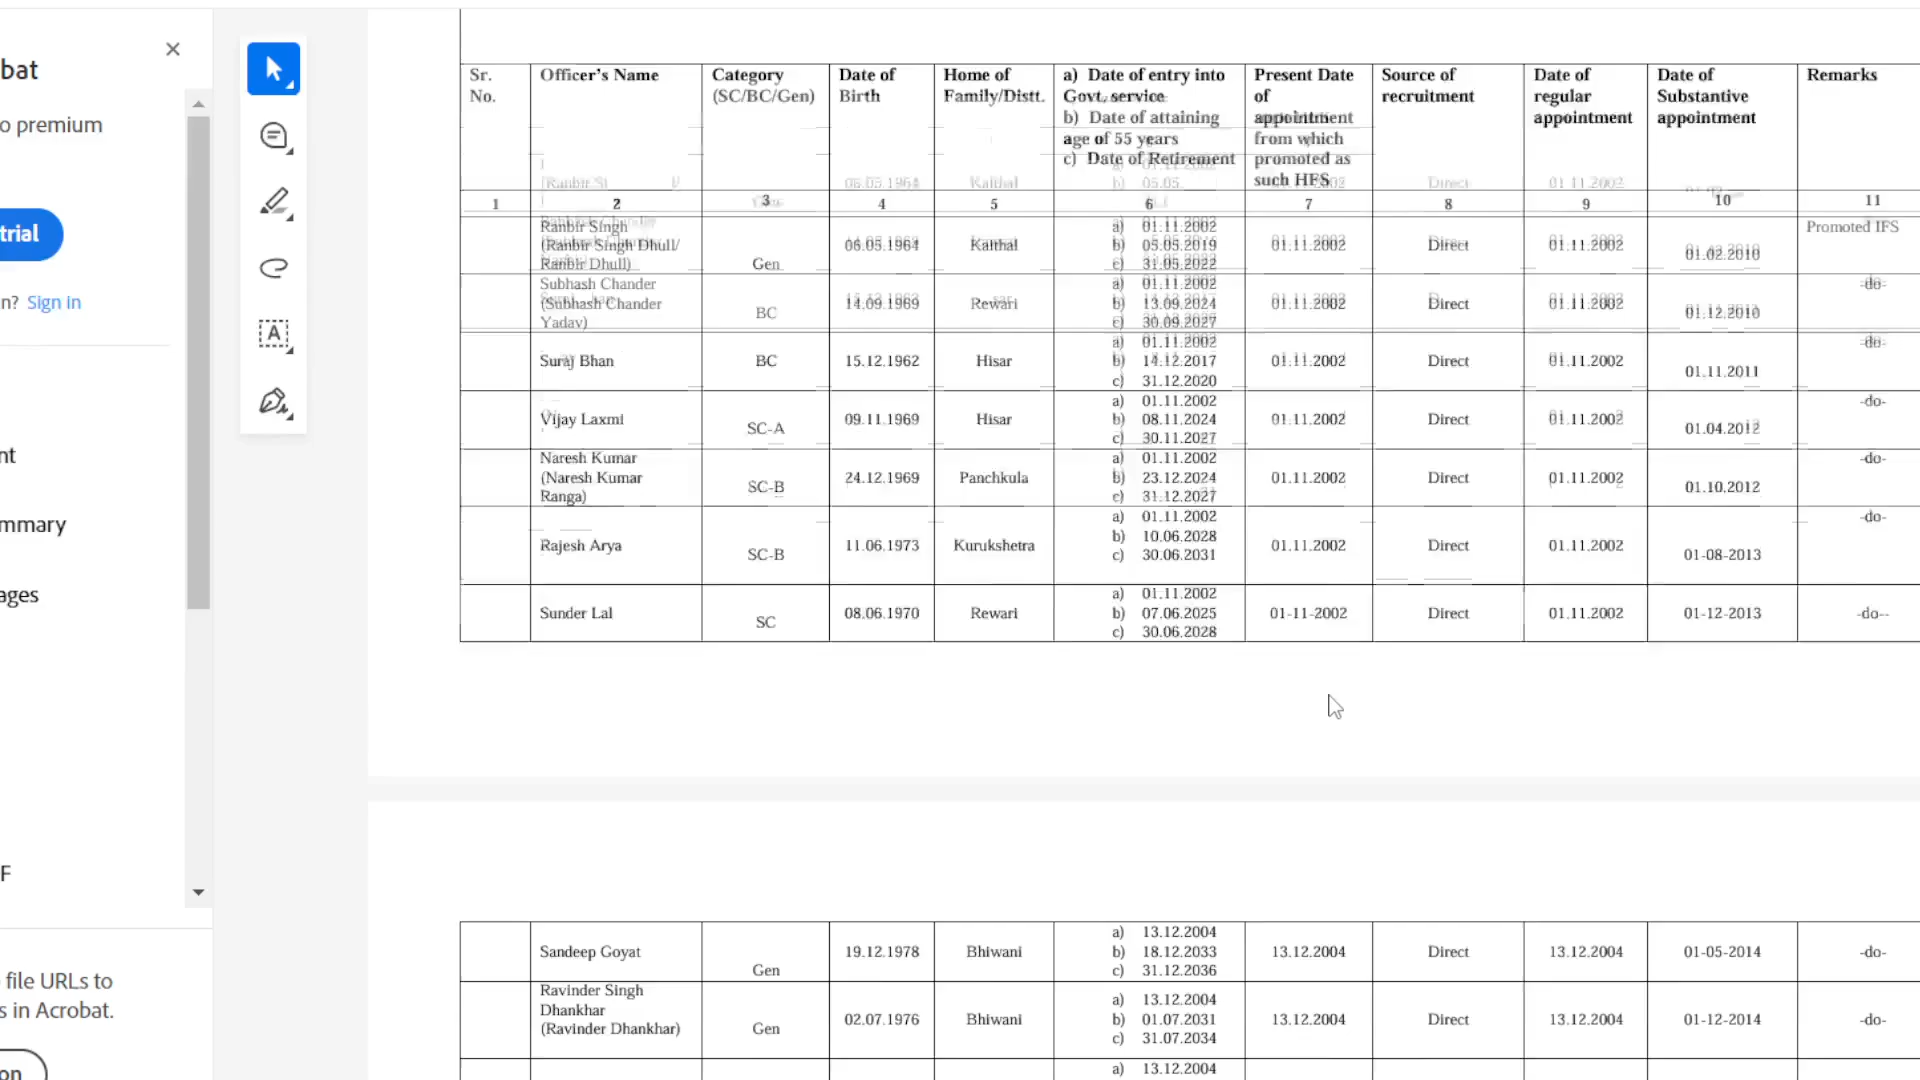 bat
o premium
trial
n? Sign in
nt
mmary
ages
F
file URLs to
s in Acrobat.
on
Sr. No. Officer's Name Category (SC/BC/Gen) Date of Birth Home of Family/Distt. a) Date of entry into Govt. service b) Date of attaining age of 55 years c) Date of Retirement Present Date of appointment from which promoted as such HFS Source of recruitment Date of regular appointment Date of Substantive appointment Remarks
1 2 3 4 5 6 7 8 9 10 11
Ranbir Singh (Ranbir Singh Dhull/ Ranbir Dhull) Gen 06.05.1964 Kaithal a) 01.11.2002 b) 05.05.2019 c) 31.05.2022 01.11.2002 Direct 01.11.2002 01.02.2010 Promoted IFS
Subhash Chander (Subhash Chander Yadav) BC 14.09.1969 Rewari a) 01.11.2002 b) 13.09.2024 c) 30.09.2027 01.11.2002 Direct 01.11.2002 01.12.2010 -do-
Suraj Bhan BC 15.12.1962 Hisar a) 01.11.2002 b) 14.12.2017 c) 31.12.2020 01.11.2002 Direct 01.11.2002 01.11.2011 -do-
Vijay Laxmi SC-A 09.11.1969 Hisar a) 01.11.2002 b) 08.11.2024 c) 30.11.2027 01.11.2002 Direct 01.11.2002 01.04.2012 -do-
Naresh Kumar (Naresh Kumar Ranga) SC-B 24.12.1969 Panchkula a) 01.11.2002 b) 23.12.2024 c) 31.12.2027 01.11.2002 Direct 01.11.2002 01.10.2012 -do-
Rajesh Arya SC-B 11.06.1973 Kurukshetra a) 01.11.2002 b) 10.06.2028 c) 30.06.2031 01.11.2002 Direct 01.11.2002 01-08-2013 -do-
Sunder Lal SC 08.06.1970 Rewari a) 01.11.2002 b) 07.06.2025 c) 30.06.2028 01-11-2002 Direct 01.11.2002 01-12-2013 -do--
Sandeep Goyat Gen 19.12.1978 Bhiwani a) 13.12.2004 b) 18.12.2033 c) 31.12.2036 13.12.2004 Direct 13.12.2004 01-05-2014 -do-
Ravinder Singh Dhankhar (Ravinder Dhankhar) Gen 02.07.1976 Bhiwani a) 13.12.2004 b) 01.07.2031 c) 31.07.2034 13.12.2004 Direct 13.12.2004 01-12-2014 -do-
a) 13.12.2004